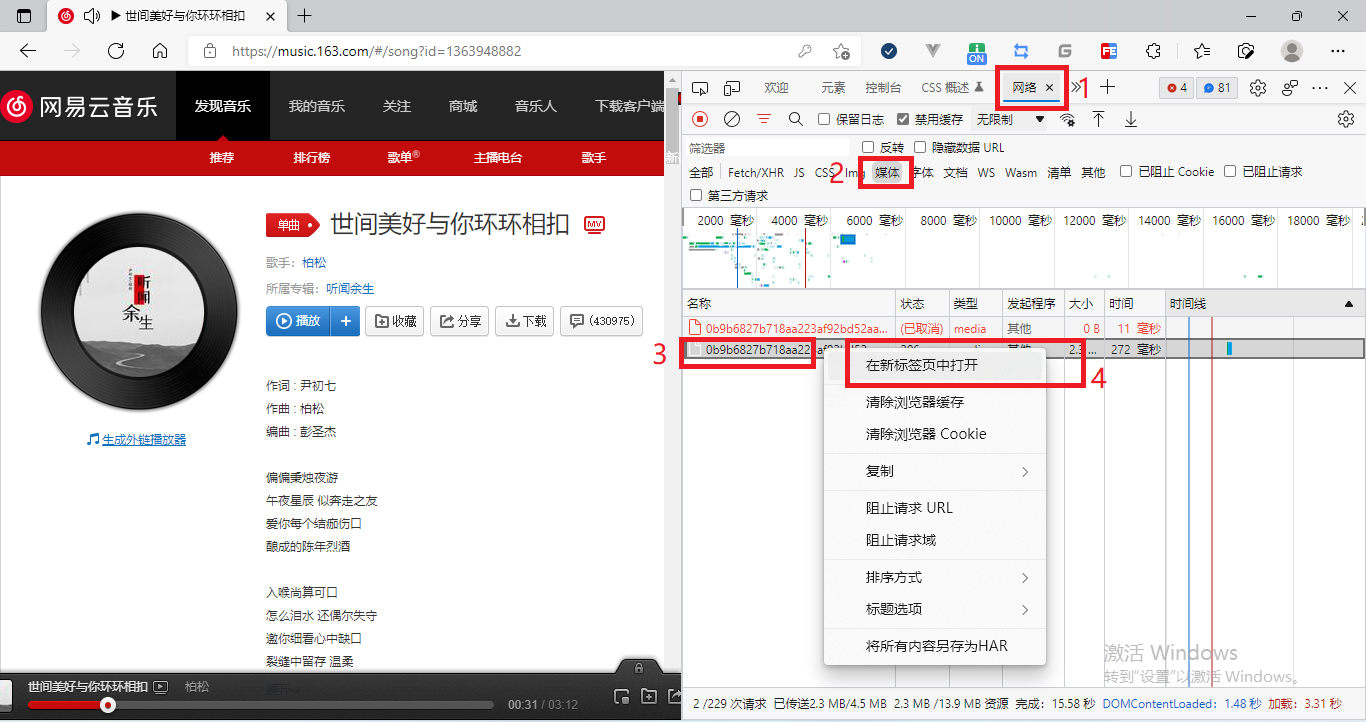 世间美好与你环环相扣
https://music.163.com/#/song?id=1363948882
ON
网易云音乐
发现音乐 我的音乐 关注 商城 音乐人 下载客户端
推荐 排行榜 歌单® 主播电台 歌手
单曲 世间美好与你环环相扣 MV
歌手：柏松
所属专辑：听闻余生
播放 + 收藏 分享 下载 (430975)
听闻余生
作词 : 尹初七
作曲 : 柏松
编曲 : 彭圣杰
生成外链播放器
偏偏秉烛夜游
午夜星辰 似奔走之友
爱你每个结痂伤口
酿成的陈年烈酒
入喉尚算可口
怎么泪水 还偶尔失守
邀你细看心中缺口
裂缝中留存 温柔
世间美好与你环环相扣 柏松
00:31 / 03:12
欢迎 元素 控制台 CSS 概述 网络 1 4 81
保留日志 禁用缓存 无限制
筛选器 反转 隐藏数据 URL
全部 Fetch/XHR JS CSS Img 2 媒体 字体 文档 WS Wasm 清单 其他 已阻止 Cookie 已阻止请求
第三方请求
2000 毫秒 4000 毫秒 6000 毫秒 8000 毫秒 10000 毫秒 12000 毫秒 14000 毫秒 16000 毫秒 18000 毫秒
名称 状态 类型 发起程序 大小 时间 时间线
0b9b6827b718aa223af92bd52aa... (已取消) media 其他 0 B 11 毫秒
3 0b9b6827b718aa22 2.3 ... 272 毫秒
在新标签页中打开 4
清除浏览器缓存
清除浏览器 Cookie
复制
阻止请求 URL
阻止请求域
排序方式
标题选项
将所有内容另存为HAR
激活 Windows
转到"设置"以激活 Windows。
2 /229 次请求 已传送2.3 MB/4.5 MB 2.3 MB /13.9 MB 资源 完成：15.58 秒 DOMContentLoaded：1.48 秒 加载：3.31 秒